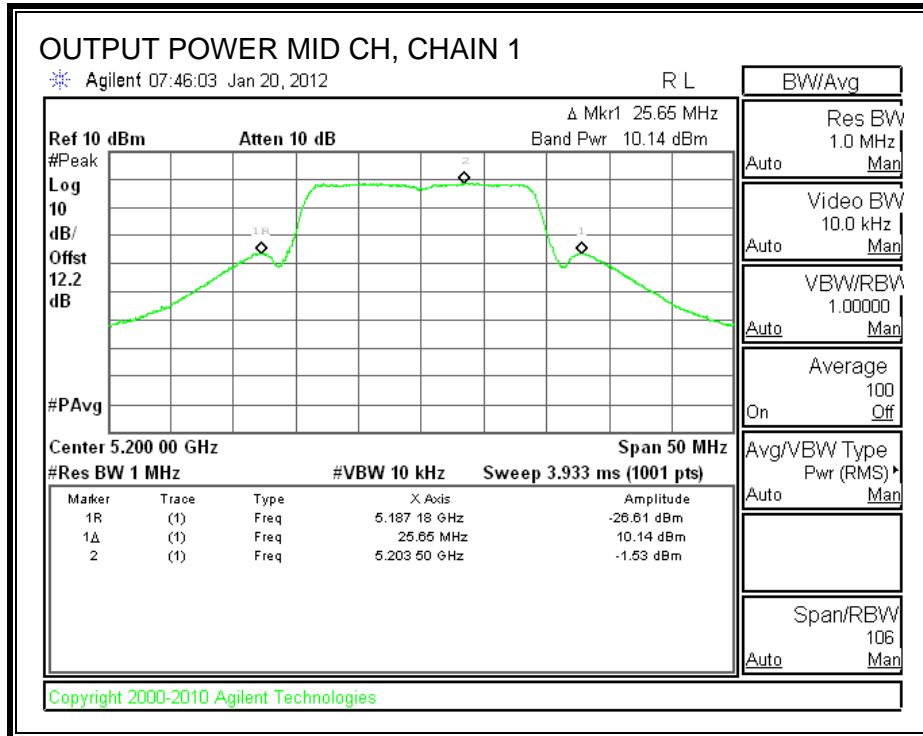 OUTPUT POWER MID CH, CHAIN 1
Agilent 07:46:03 Jan 20, 2012 R L
Δ Mkr1 25.65 MHz
Ref 10 dBm Atten 10 dB Band Pwr 10.14 dBm
#Peak
Log
10
dB/
Offst
12.2
dB
#PAvg
1R
2
1
Center 5.200 00 GHz Span 50 MHz
#Res BW 1 MHz #VBW 10 kHz Sweep 3.933 ms (1001 pts)
Marker Trace Type X Axis Amplitude
1R (1) Freq 5.187 18 GHz -26.61 dBm
1Δ (1) Freq 25.65 MHz 10.14 dBm
2 (1) Freq 5.203 50 GHz -1.53 dBm
BW/Avg
Res BW
1.0 MHz
Auto Man
Video BW
10.0 kHz
Auto Man
VBW/RBW
1.00000
Auto Man
Average
100
On Off
Avg/VBW Type
Pwr (RMS)
Auto Man
Span/RBW
106
Auto Man
Copyright 2000-2010 Agilent Technologies